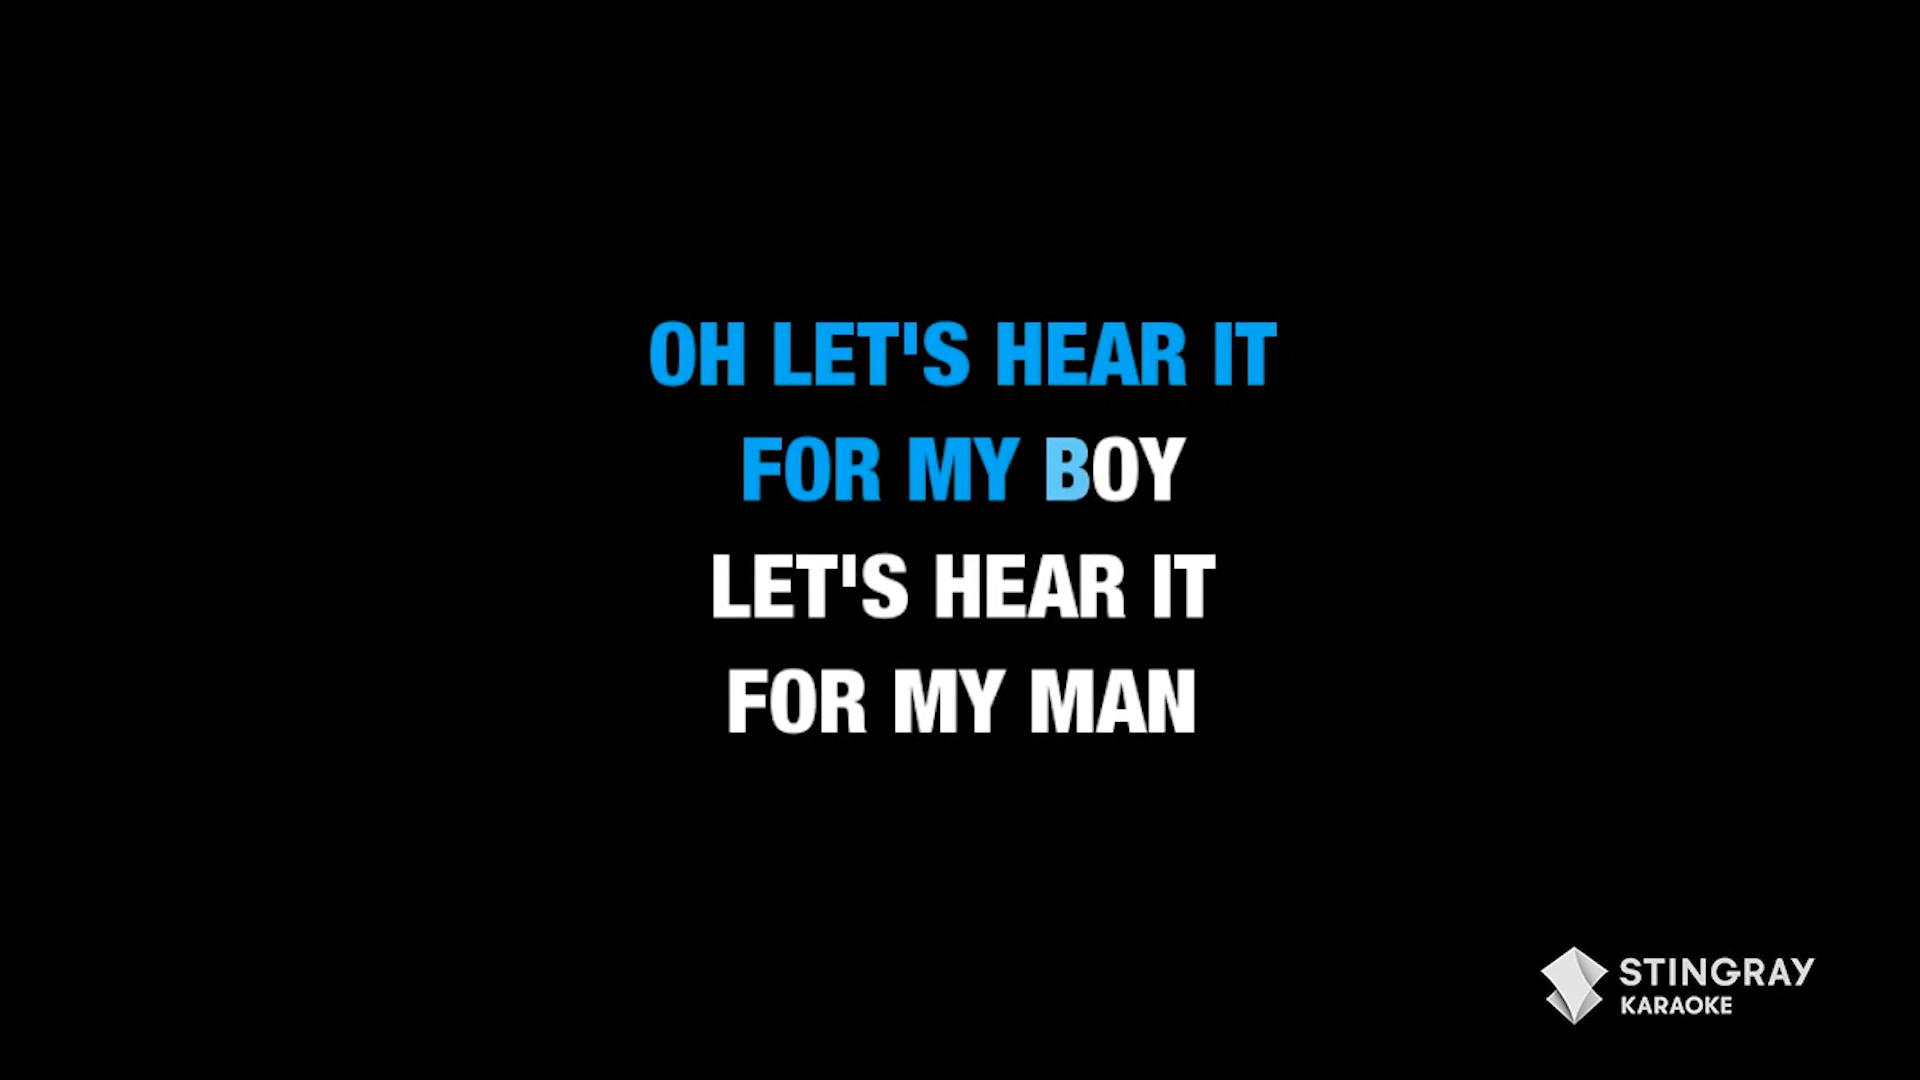 OH LET'S HEAR IT
FOR MY BOY
LET'S HEAR IT
FOR MY MAN
STINGRAY
KARAOKE